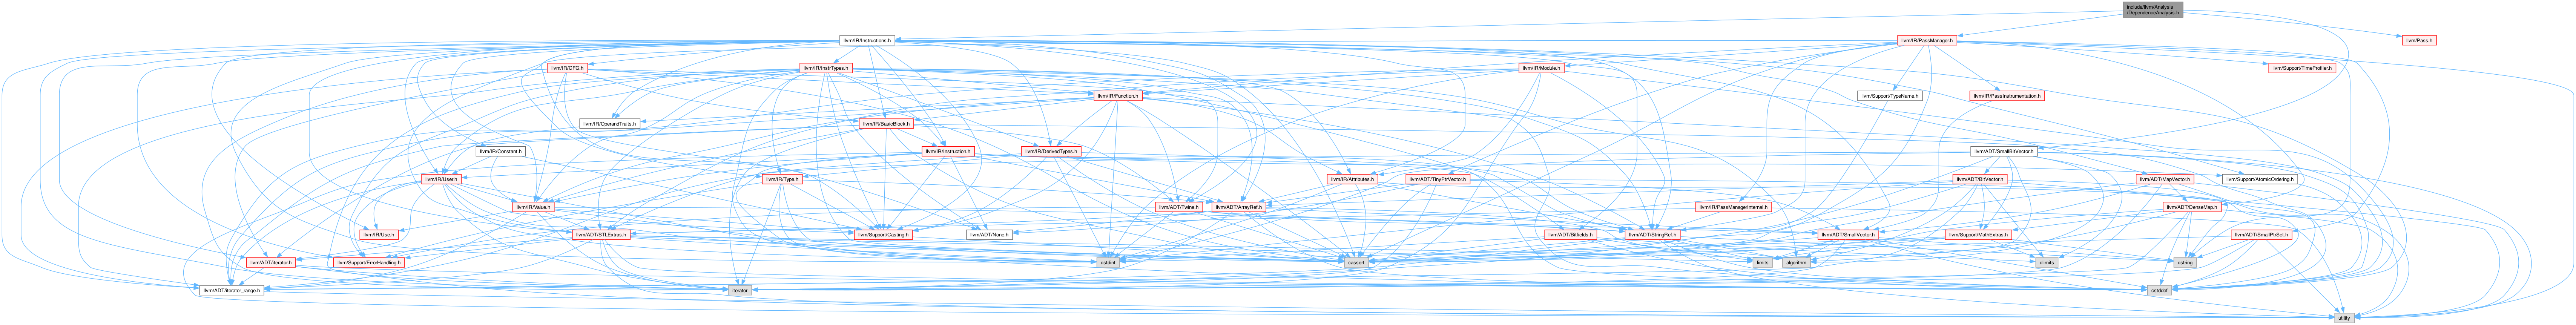 include/llvm/Analysis
/DependenceAnalysis.h
llvm/IR/Instructions.h
llvm/IR/PassManager.h
llvm/Pass.h
llvm/IR/CFG.h
llvm/IR/InstrTypes.h
llvm/IR/Module.h
llvm/Support/TimeProfiler.h
llvm/IR/Function.h
llvm/Support/TypeName.h
llvm/IR/PassInstrumentation.h
llvm/IR/OperandTraits.h
llvm/IR/BasicBlock.h
llvm/IR/Constant.h
llvm/IR/Instruction.h
llvm/IR/DerivedTypes.h
llvm/ADT/SmallBitVector.h
llvm/IR/User.h
llvm/IR/Type.h
llvm/IR/Attributes.h
llvm/ADT/TinyPtrVector.h
llvm/ADT/BitVector.h
llvm/ADT/MapVector.h
llvm/Support/AtomicOrdering.h
llvm/IR/Value.h
llvm/ADT/Twine.h
llvm/ADT/ArrayRef.h
llvm/IR/PassManagerInternal.h
llvm/ADT/DenseMap.h
llvm/IR/Use.h
llvm/ADT/STLExtras.h
llvm/Support/Casting.h
llvm/ADT/None.h
llvm/ADT/Bitfields.h
llvm/ADT/StringRef.h
llvm/ADT/SmallVector.h
llvm/Support/MathExtras.h
llvm/ADT/SmallPtrSet.h
llvm/ADT/iterator.h
llvm/Support/ErrorHandling.h
cstdint
cassert
limits
algorithm
climits
cstring
llvm/ADT/iterator_range.h
iterator
cstddef
utility